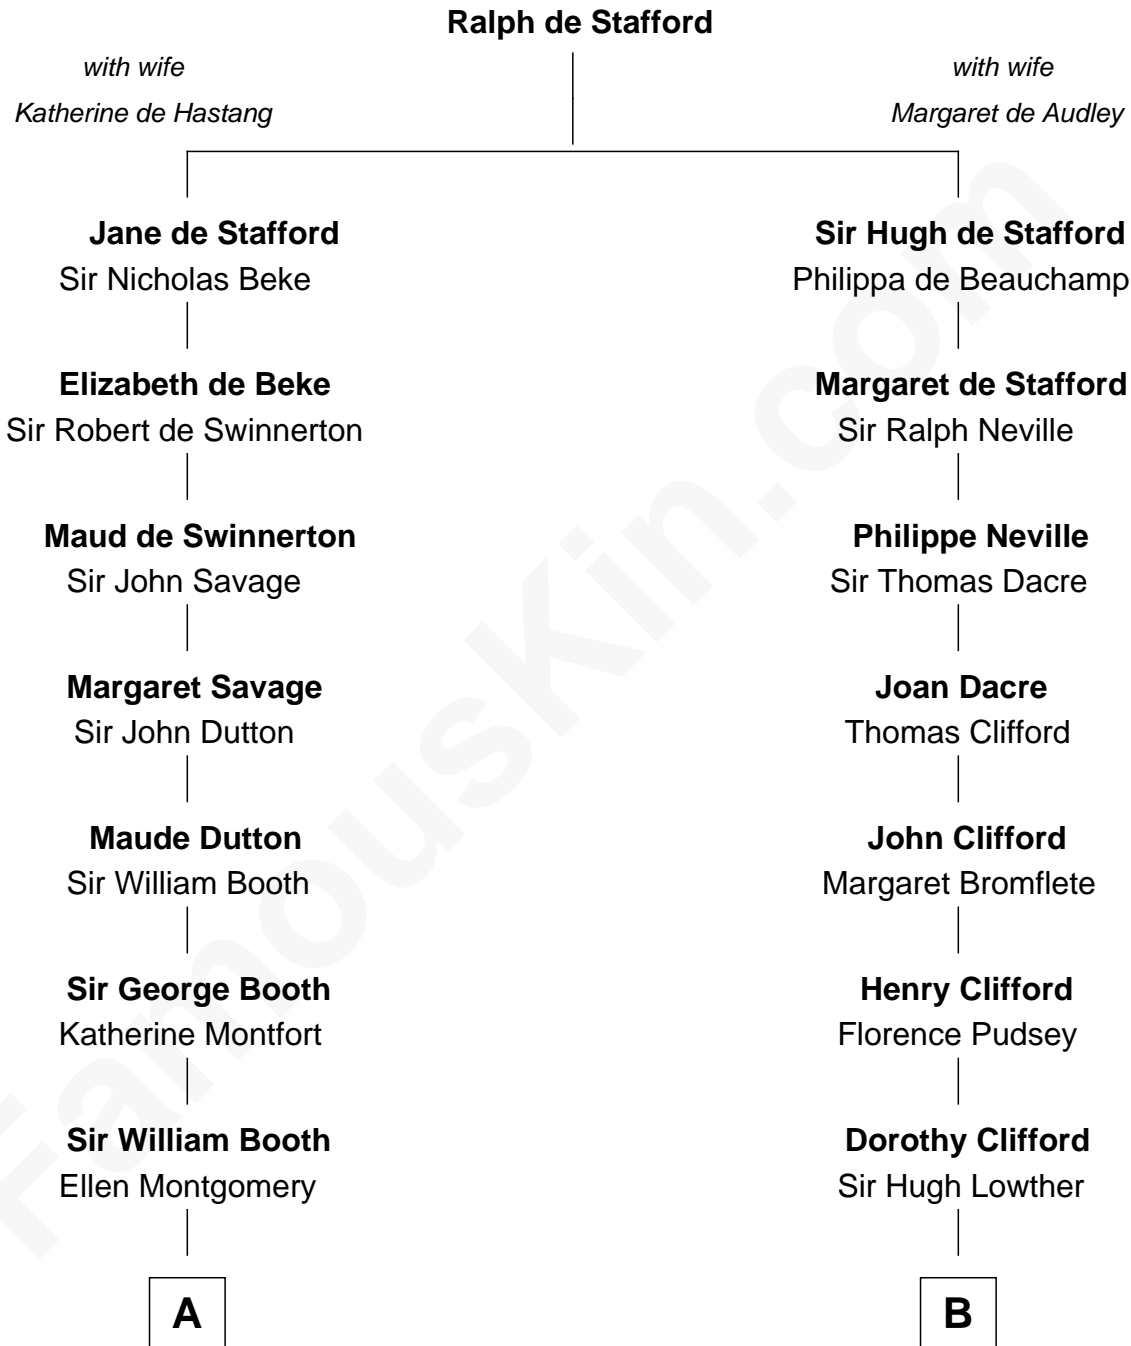 Ralph de Stafford
with wife
Katherine de Hastang
with wife
Margaret de Audley
Jane de Stafford
Sir Nicholas Beke
Sir Hugh de Stafford
Philippa de Beauchamp
Elizabeth de Beke
Sir Robert de Swinnerton
Margaret de Stafford
Sir Ralph Neville
Maud de Swinnerton
Sir John Savage
Philippe Neville
Sir Thomas Dacre
Margaret Savage
Sir John Dutton
Joan Dacre
Thomas Clifford
Maude Dutton
Sir William Booth
John Clifford
Margaret Bromflete
Sir George Booth
Katherine Montfort
Henry Clifford
Florence Pudsey
Sir William Booth
Ellen Montgomery
Dorothy Clifford
Sir Hugh Lowther
A
B
FamousKin.com